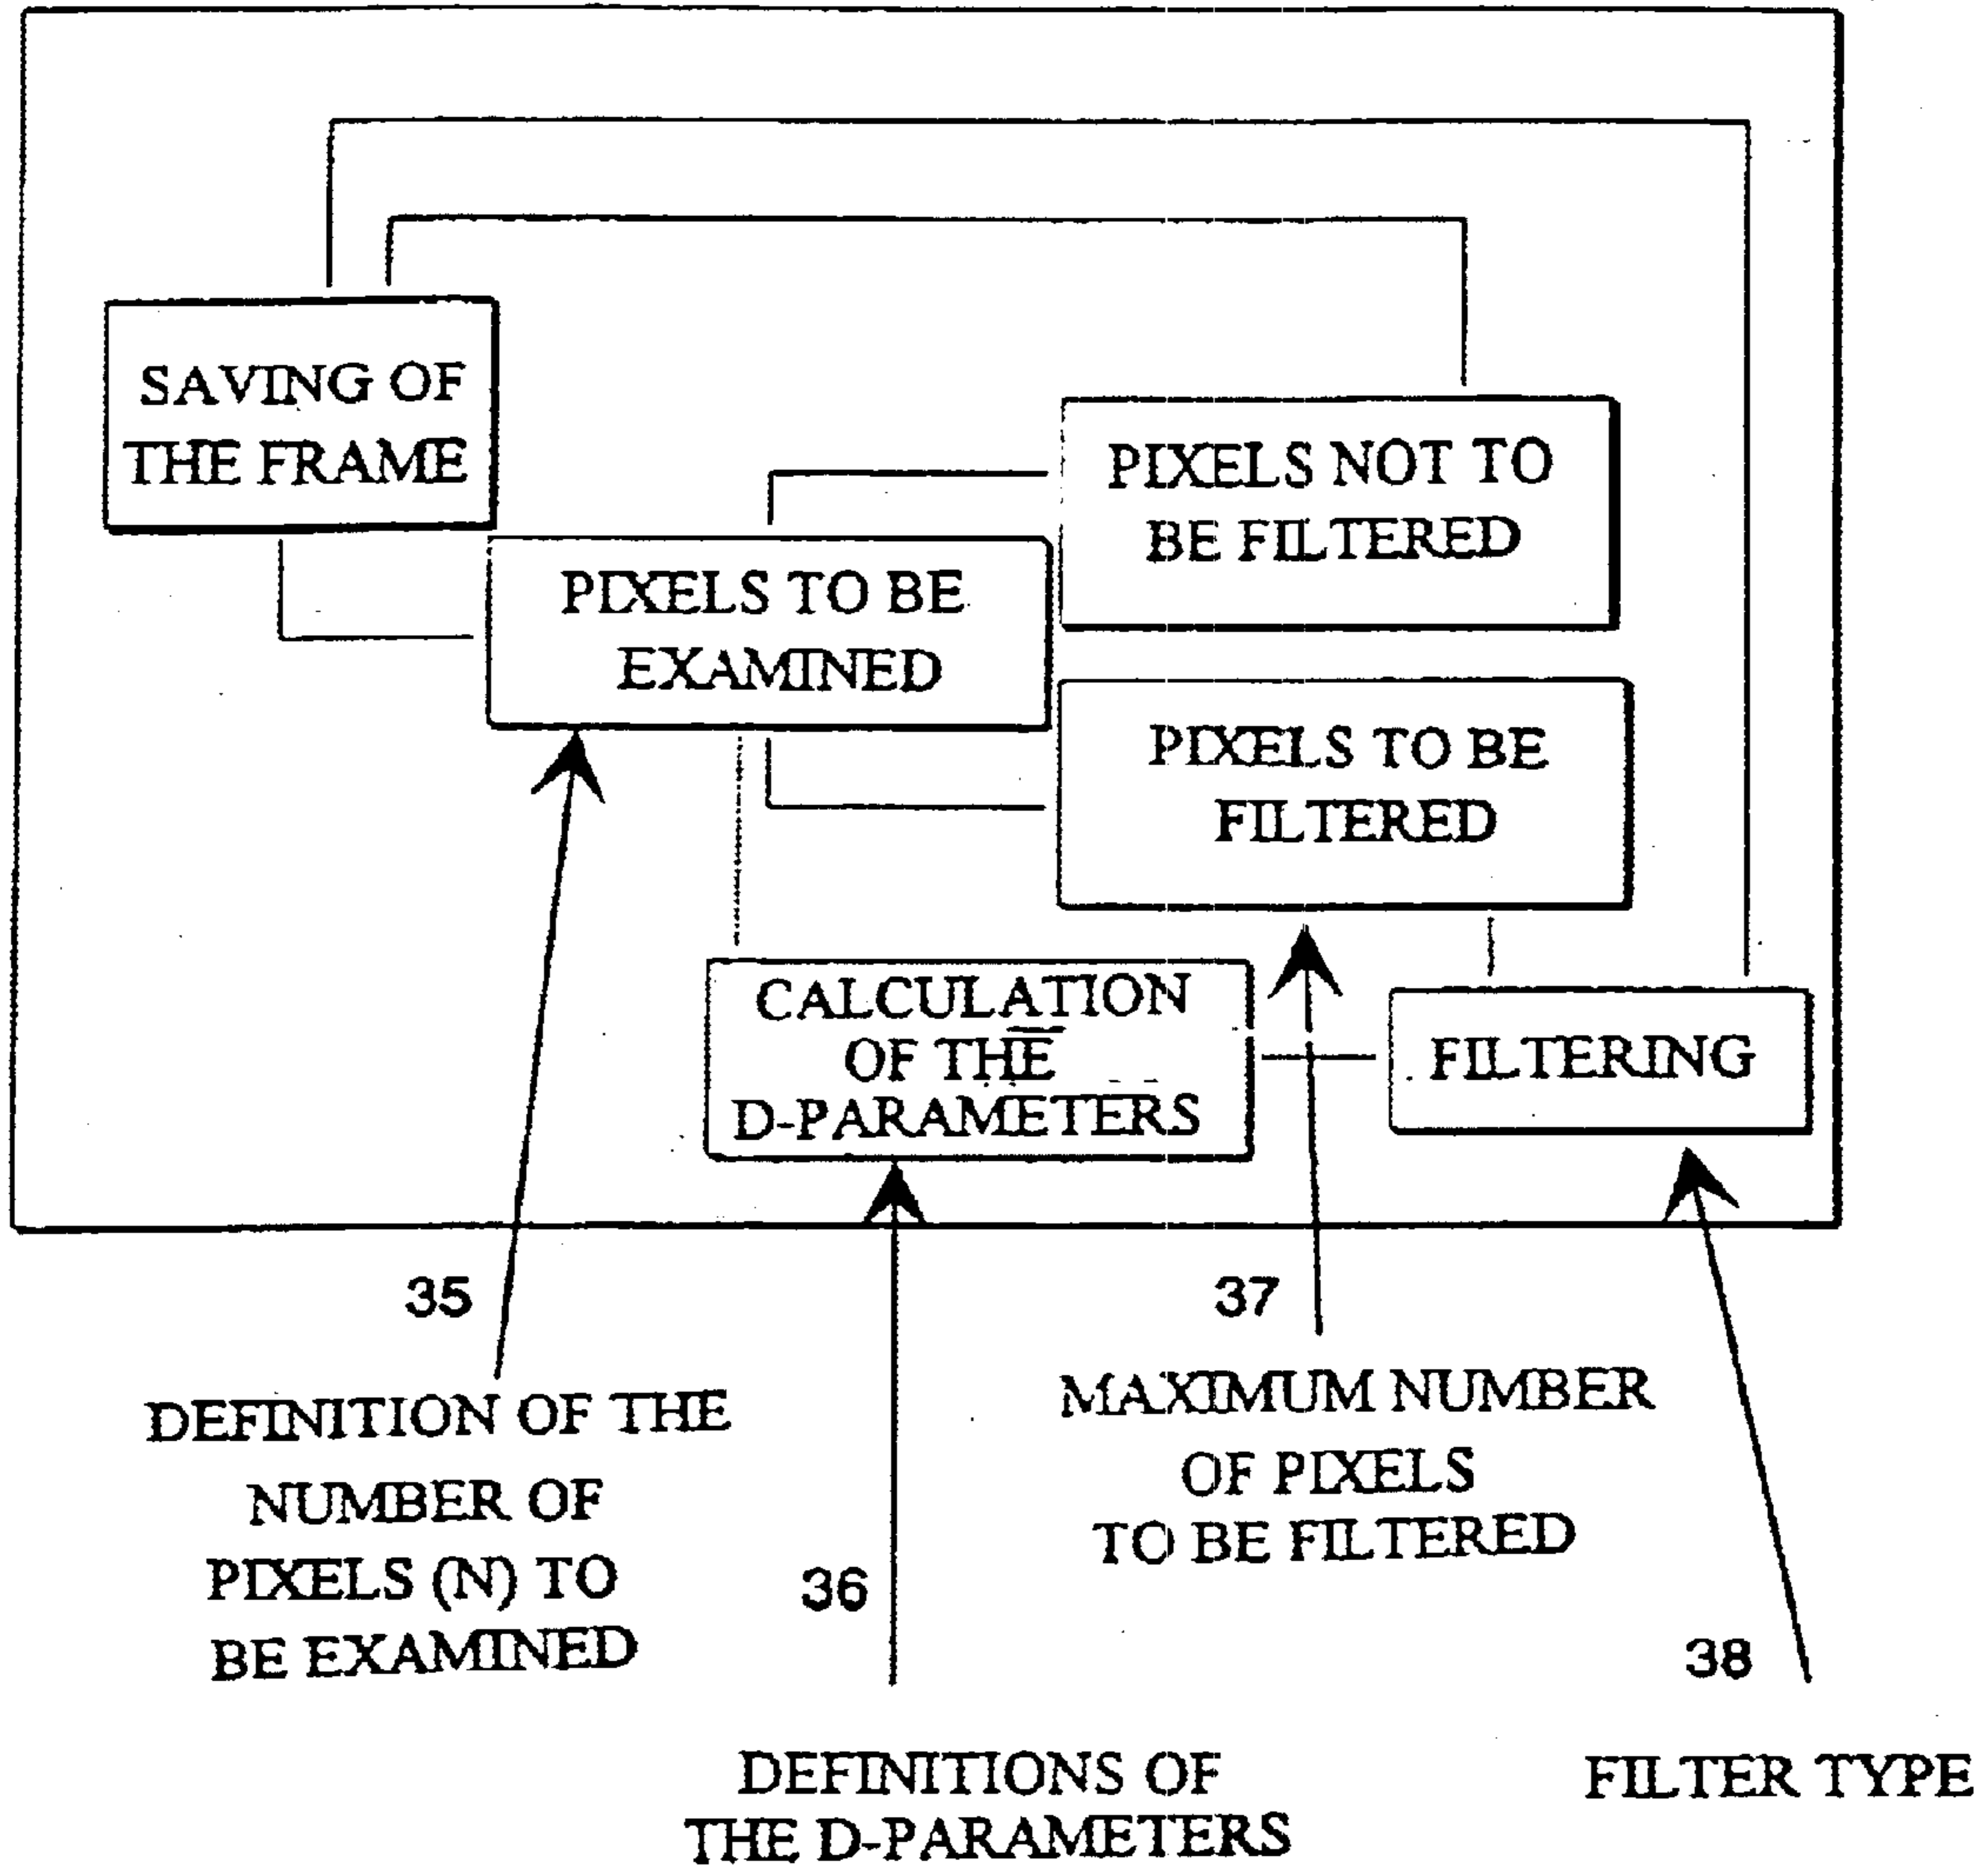 SAVING OF
THE FRAME
PIXELS NOT TO
BE FILTERED
PIXELS TO BE
EXAMINED
PIXELS TO BE
FILTERED
CALCULATION
OF THE
D-PARAMETERS
FILTERING
35
DEFINITION OF THE
NUMBER OF
PIXELS (N) TO
BE EXAMINED
36
DEFINITIONS OF
THE D-PARAMETERS
37
MAXIMUM NUMBER
OF PIXELS
TO BE FILTERED
38
FILTER TYPE